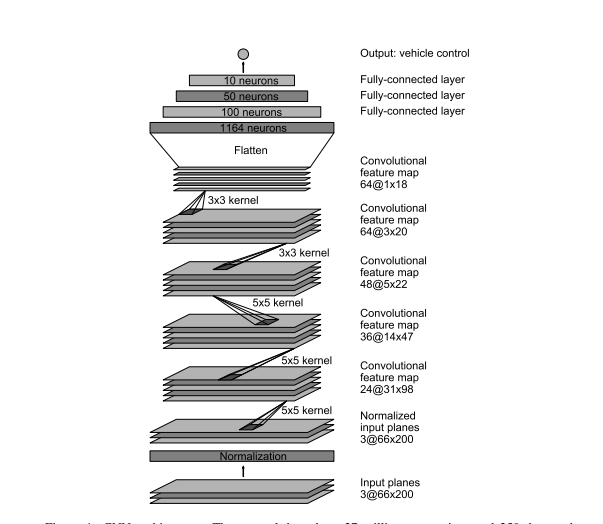 Output: vehicle control
10 neurons
Fully-connected layer
50 neurons
Fully-connected layer
100 neurons
Fully-connected layer
1164 neurons
Flatten
Convolutional
feature map
64@1x18
3x3 kernel
Convolutional
feature map
64@3x20
3x3 kernel
Convolutional
feature map
48@5x22
5x5 kernel
Convolutional
feature map
36@14x47
5x5 kernel
Convolutional
feature map
24@31x98
5x5 kernel
Normalized
input planes
3@66x200
Normalization
Input planes
3@66x200